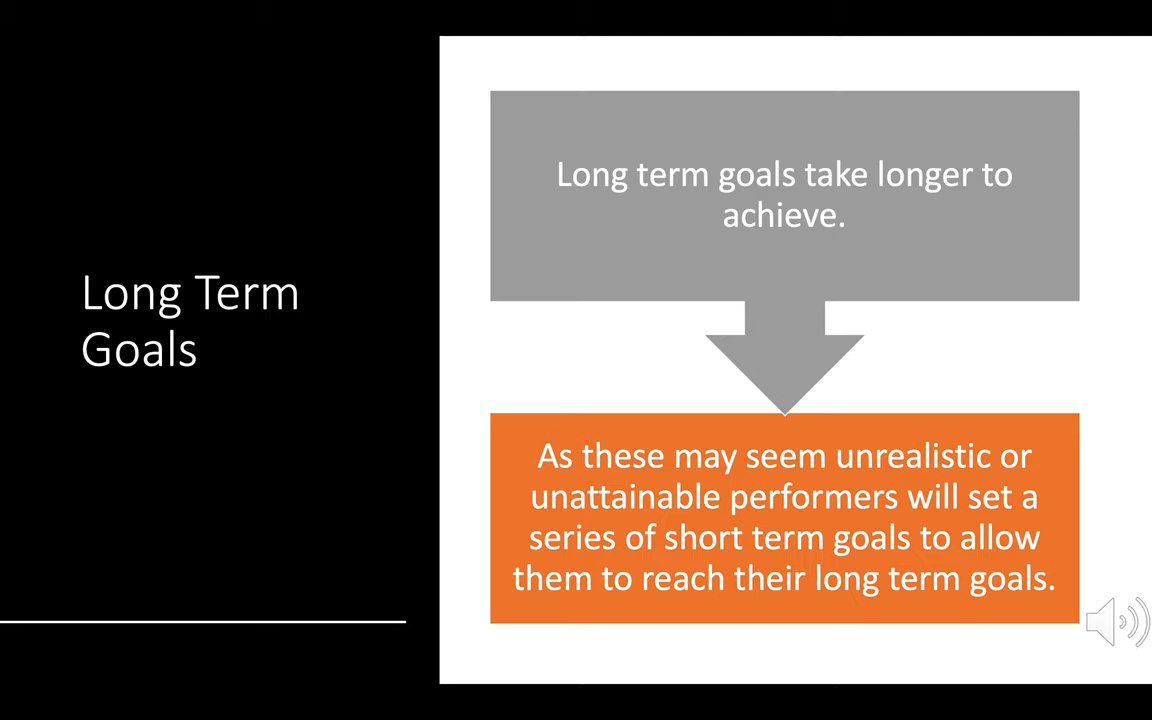 Long Term
Goals
Long term goals take longer to
achieve.
As these may seem unrealistic or
unattainable performers will set a
series of short term goals to allow
them to reach their long term goals.